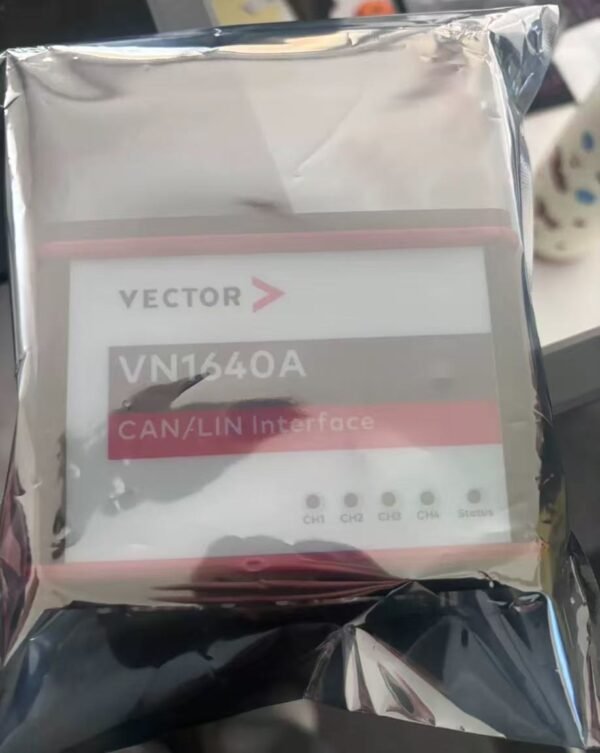 VECTOR
VN1640A
CAN/LIN Interface
CH1 CH2 CH3 CH4 Status